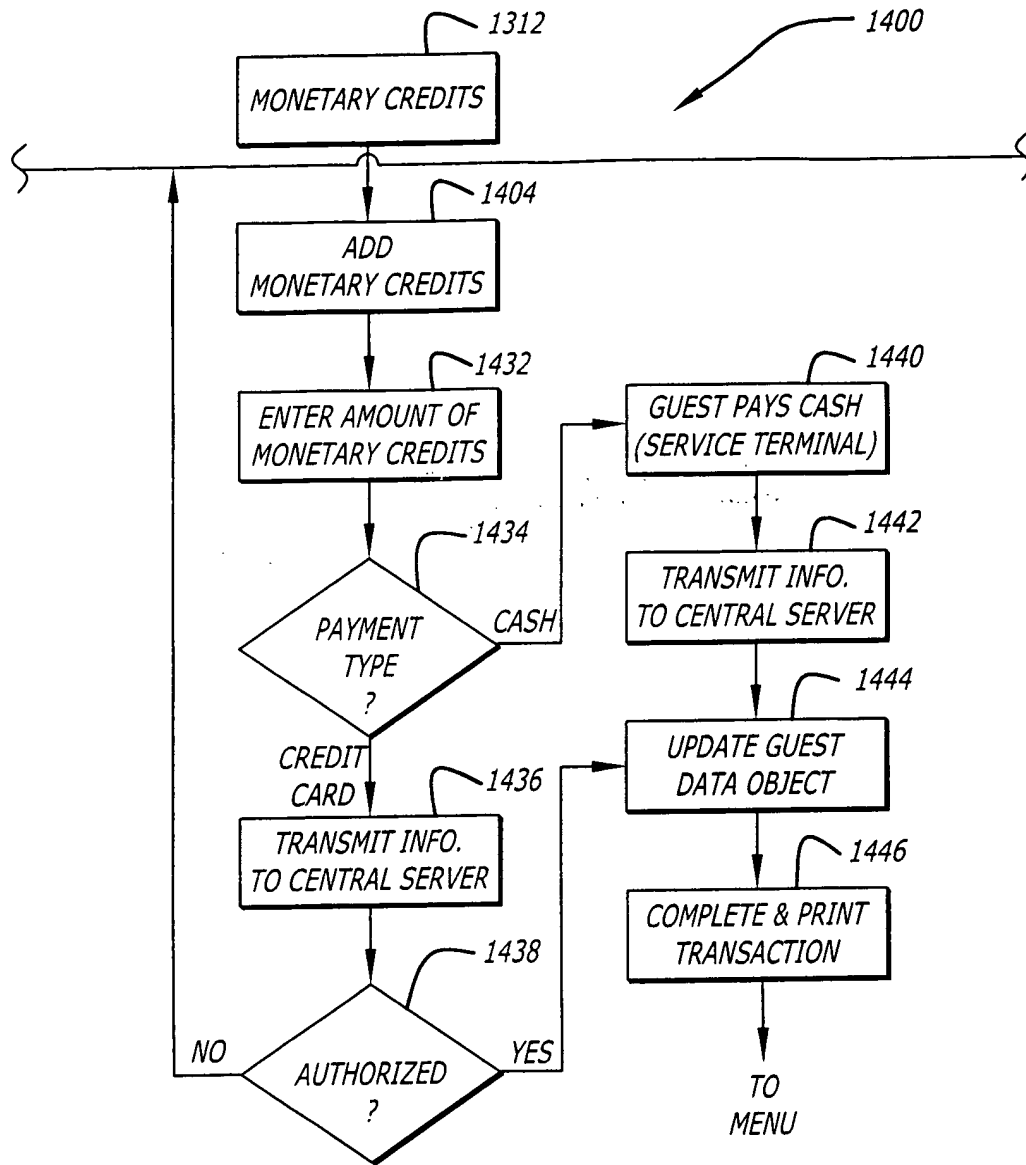 1312
1400
MONETARY CREDITS
1404
ADD
MONETARY CREDITS
1432
ENTER AMOUNT OF
MONETARY CREDITS
1440
GUEST PAYS CASH
(SERVICE TERMINAL)
1434
PAYMENT
TYPE
?
CASH
1442
TRANSMIT INFO.
TO CENTRAL SERVER
CREDIT
CARD
1444
UPDATE GUEST
DATA OBJECT
1436
TRANSMIT INFO.
TO CENTRAL SERVER
1446
COMPLETE & PRINT
TRANSACTION
1438
AUTHORIZED
?
NO
YES
TO
MENU